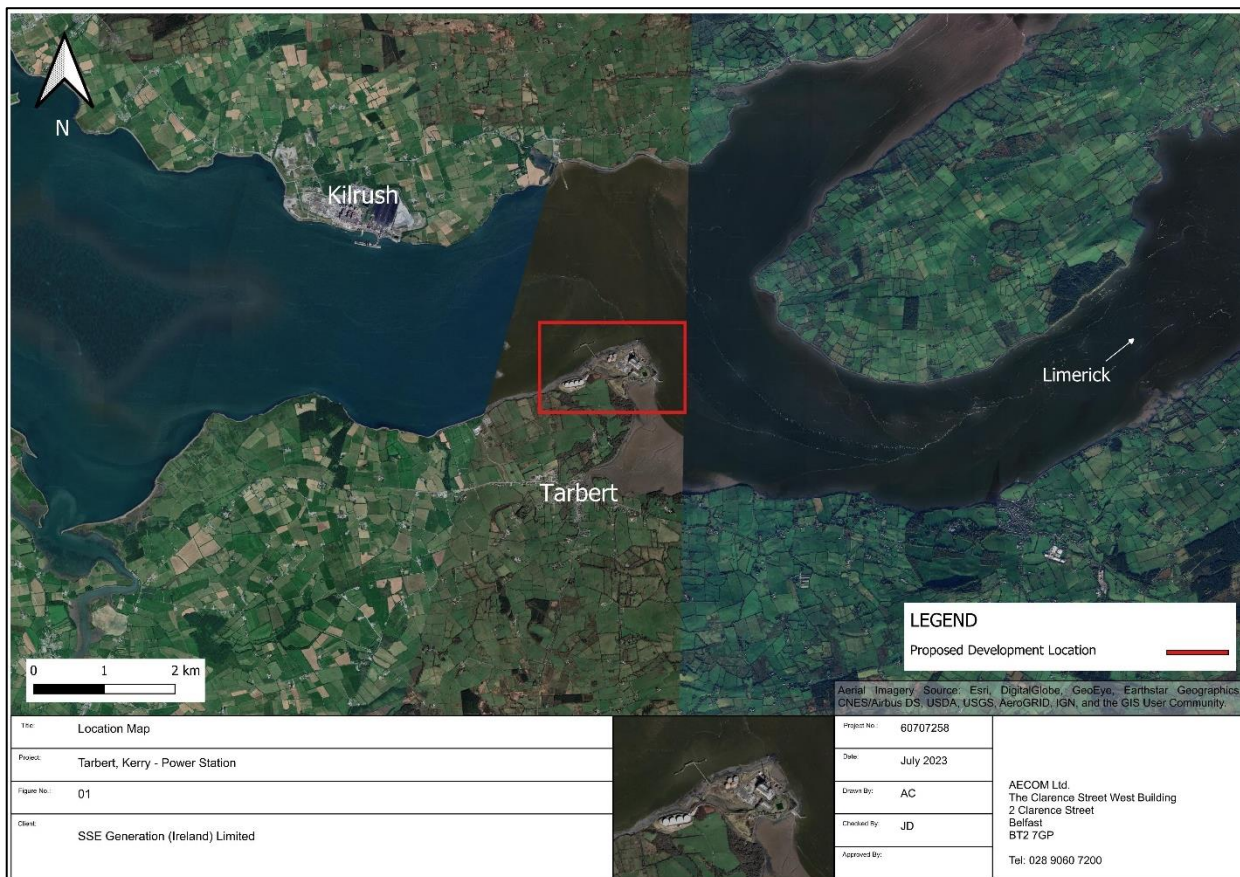 N
Kilrush
Limerick
Tarbert
0 1 2 km
LEGEND
Proposed Development Location
Aerial Imagery Source: Esri, DigitalGlobe, GeoEye, Earthstar Geographics,
CNES/Airbus DS, USDA, USGS, AeroGRID, IGN, and the GIS User Community.
Title: Location Map
Project: Tarbert, Kerry - Power Station
Figure No.: 01
Client: SSE Generation (Ireland) Limited
Project No.: 60707258
Date: July 2023
Drawn By: AC
Checked By: JD
Approved By:
AECOM Ltd.
The Clarence Street West Building
2 Clarence Street
Belfast
BT2 7GP
Tel: 028 9060 7200